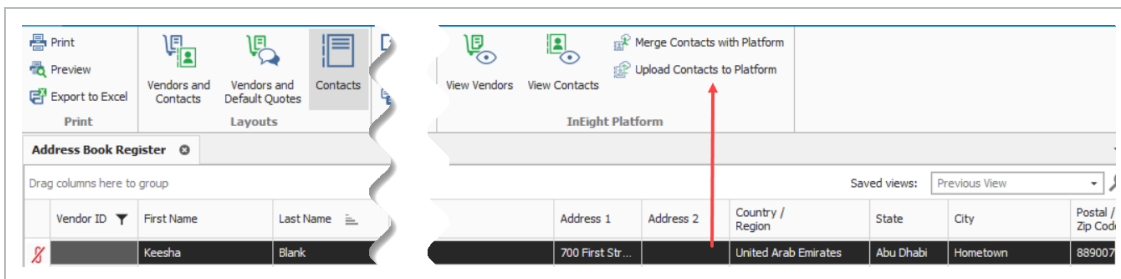 Print
Preview
Export to Excel
Print
Vendors and Contacts
Vendors and Default Quotes
Contacts
Layouts
View Vendors
View Contacts
Merge Contacts with Platform
Upload Contacts to Platform
InEight Platform
Address Book Register
Drag columns here to group
Saved views: Previous View
Vendor ID First Name Last Name Address 1 Address 2 Country / Region State City Postal / Zip Cod
Keesha Blank 700 First Str... United Arab Emirates Abu Dhabi Hometown 889007